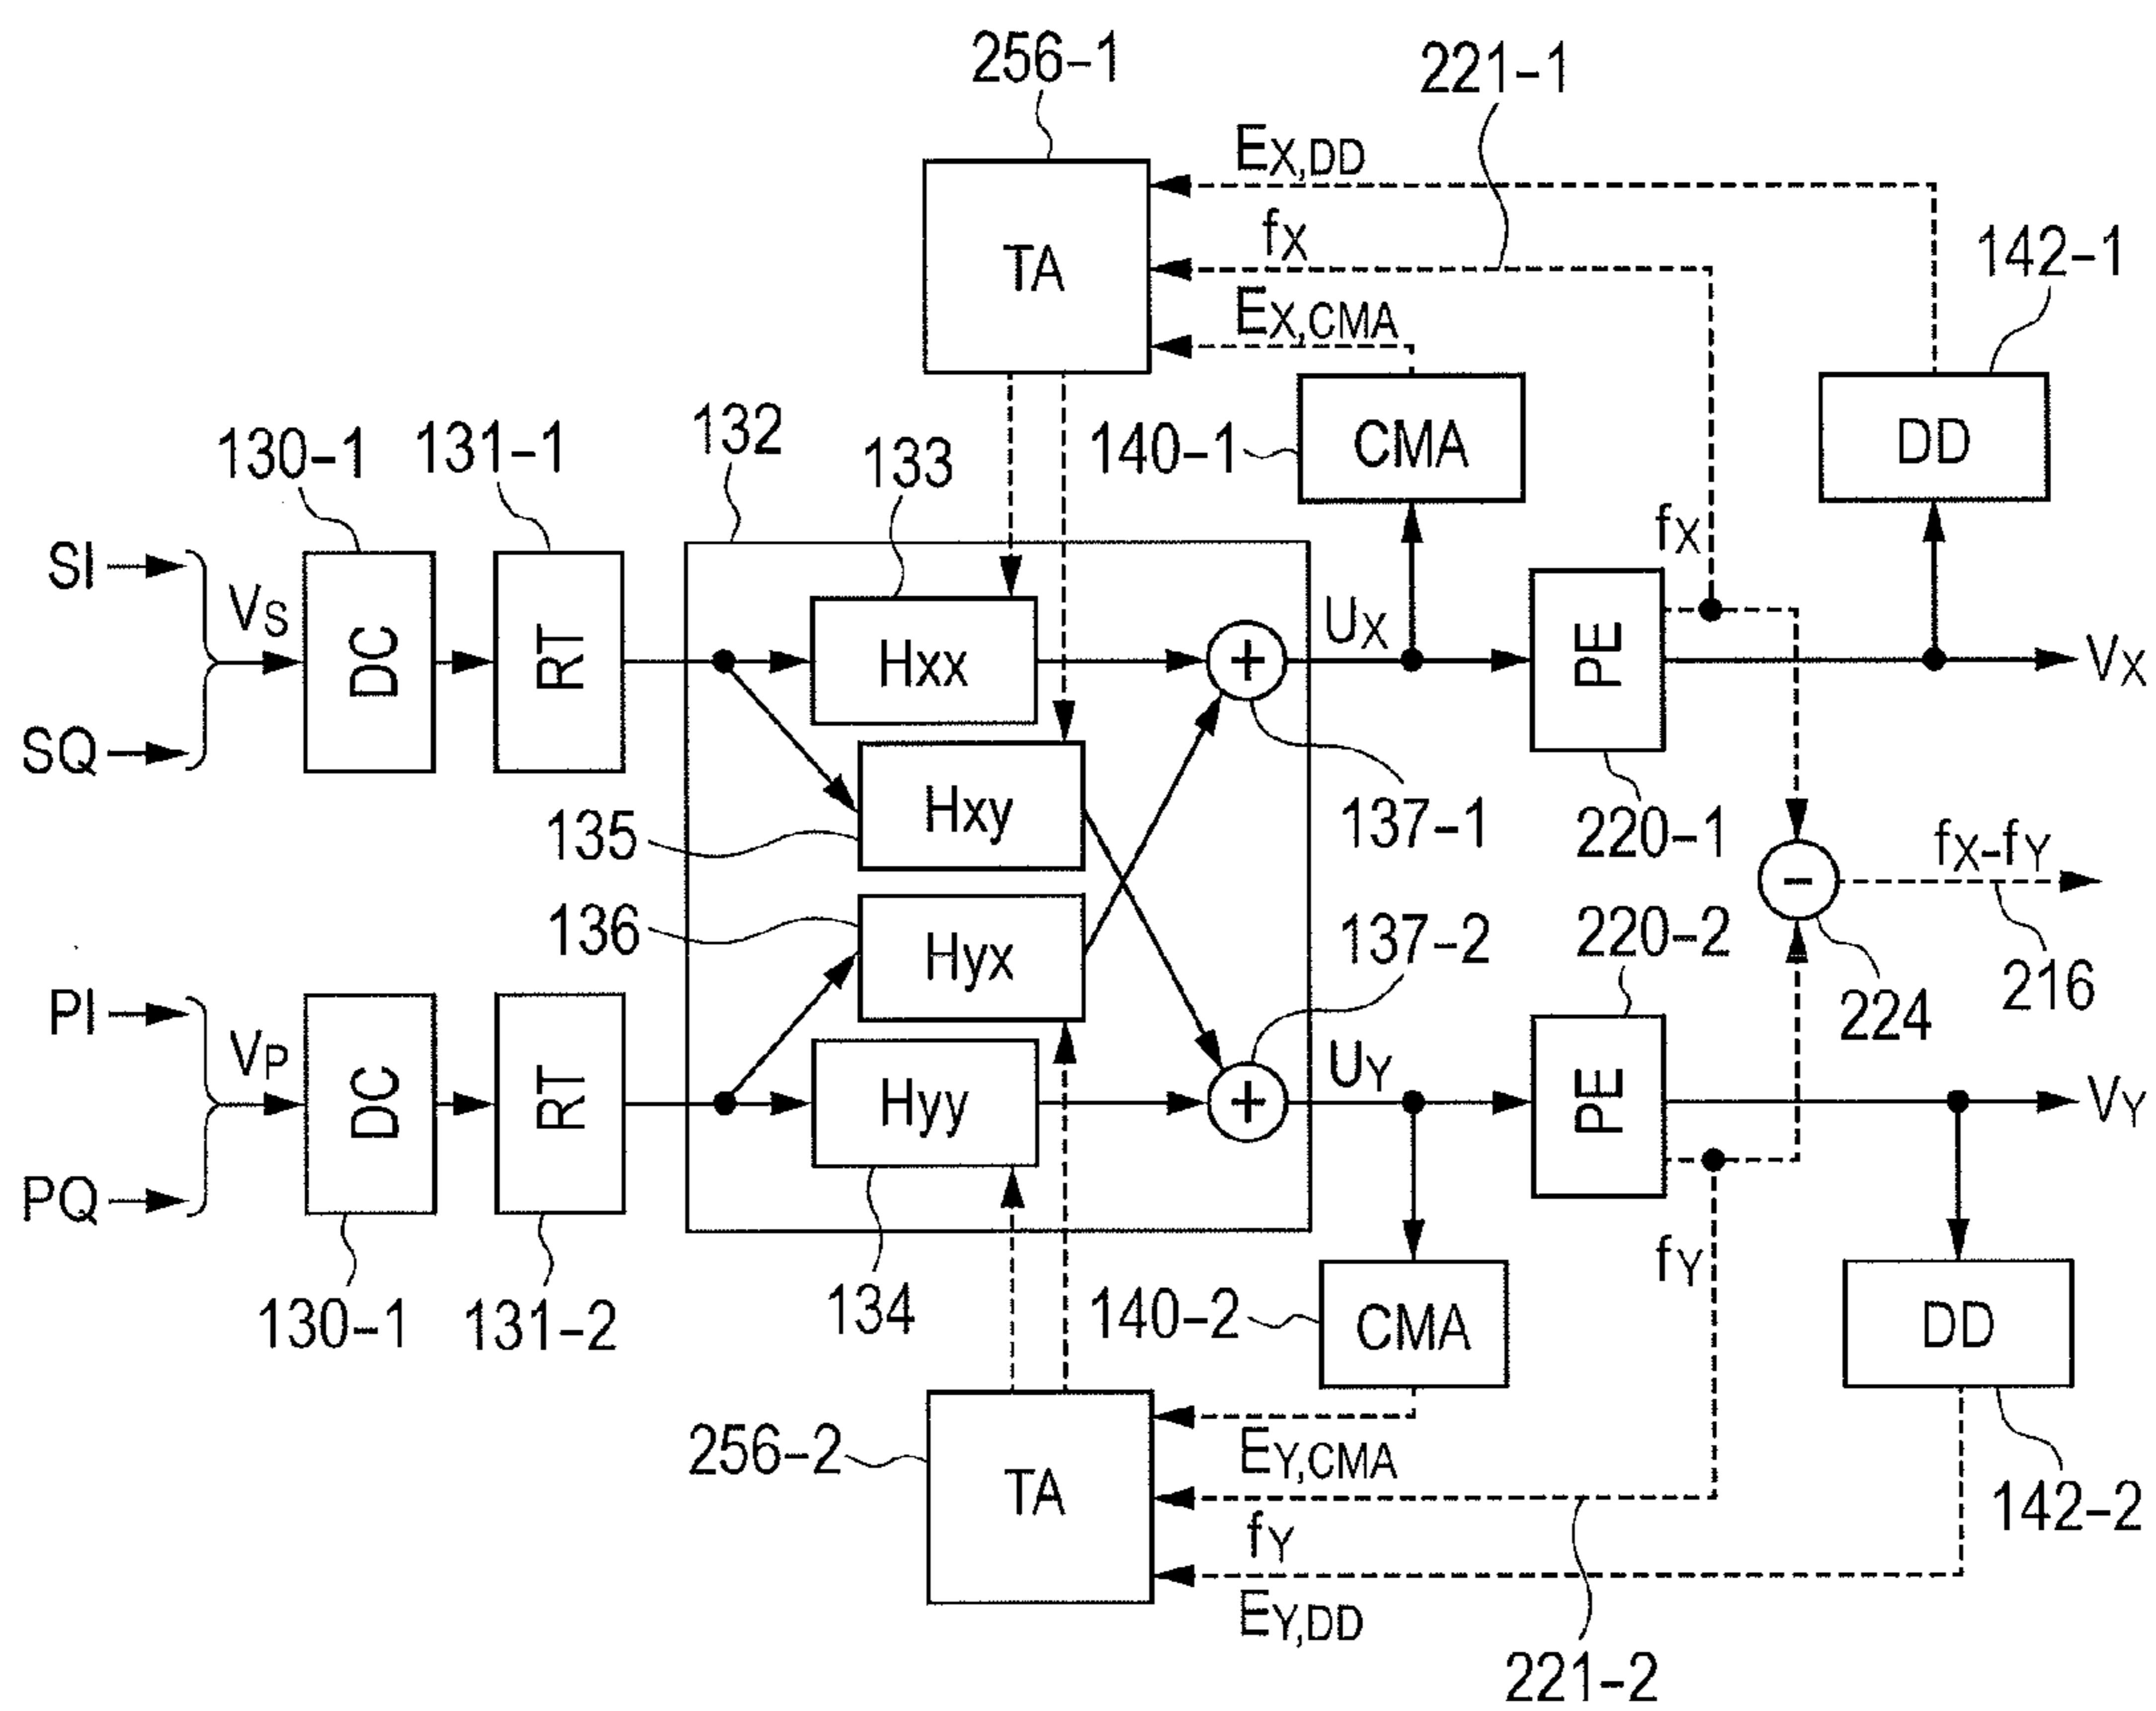 256-1
221-1
EX,DD
fX
TA
142-1
EX,CMA
132
130-1
131-1
133
140-1
CMA
DD
fX
SI
VS
UX
DC
RT
Hxx
+
PE
VX
SQ
Hxy
135
137-1
220-1
fX-fY
-
136
137-2
220-2
Hyx
216
224
PI
VP
UY
DC
RT
Hyy
+
PE
VY
PQ
fY
130-1
131-2
134
140-2
CMA
DD
256-2
EY,CMA
TA
142-2
fY
EY,DD
221-2